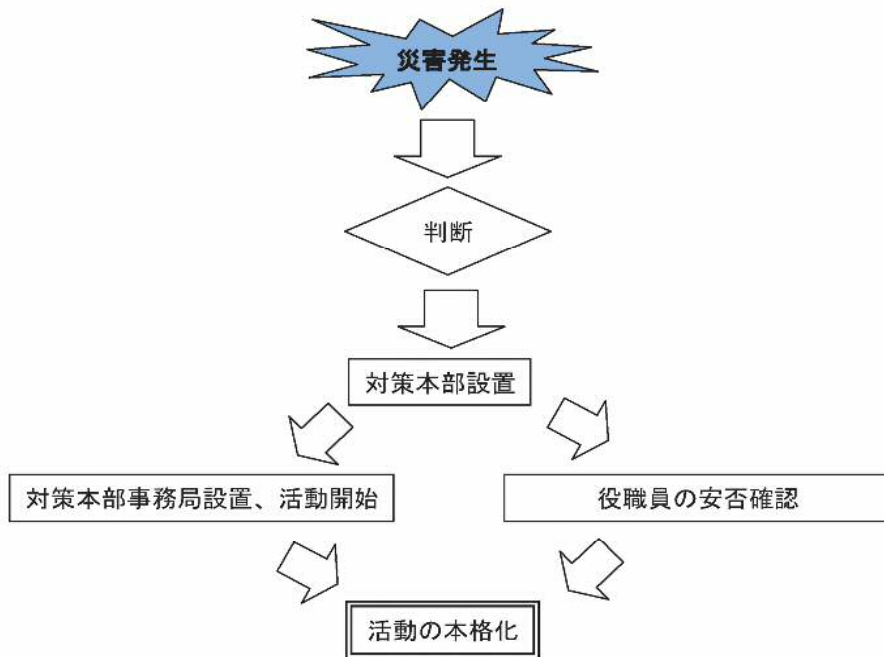 災害発生
判断
対策本部設置
対策本部事務局設置、活動開始
役職員の安否確認
活動の本格化